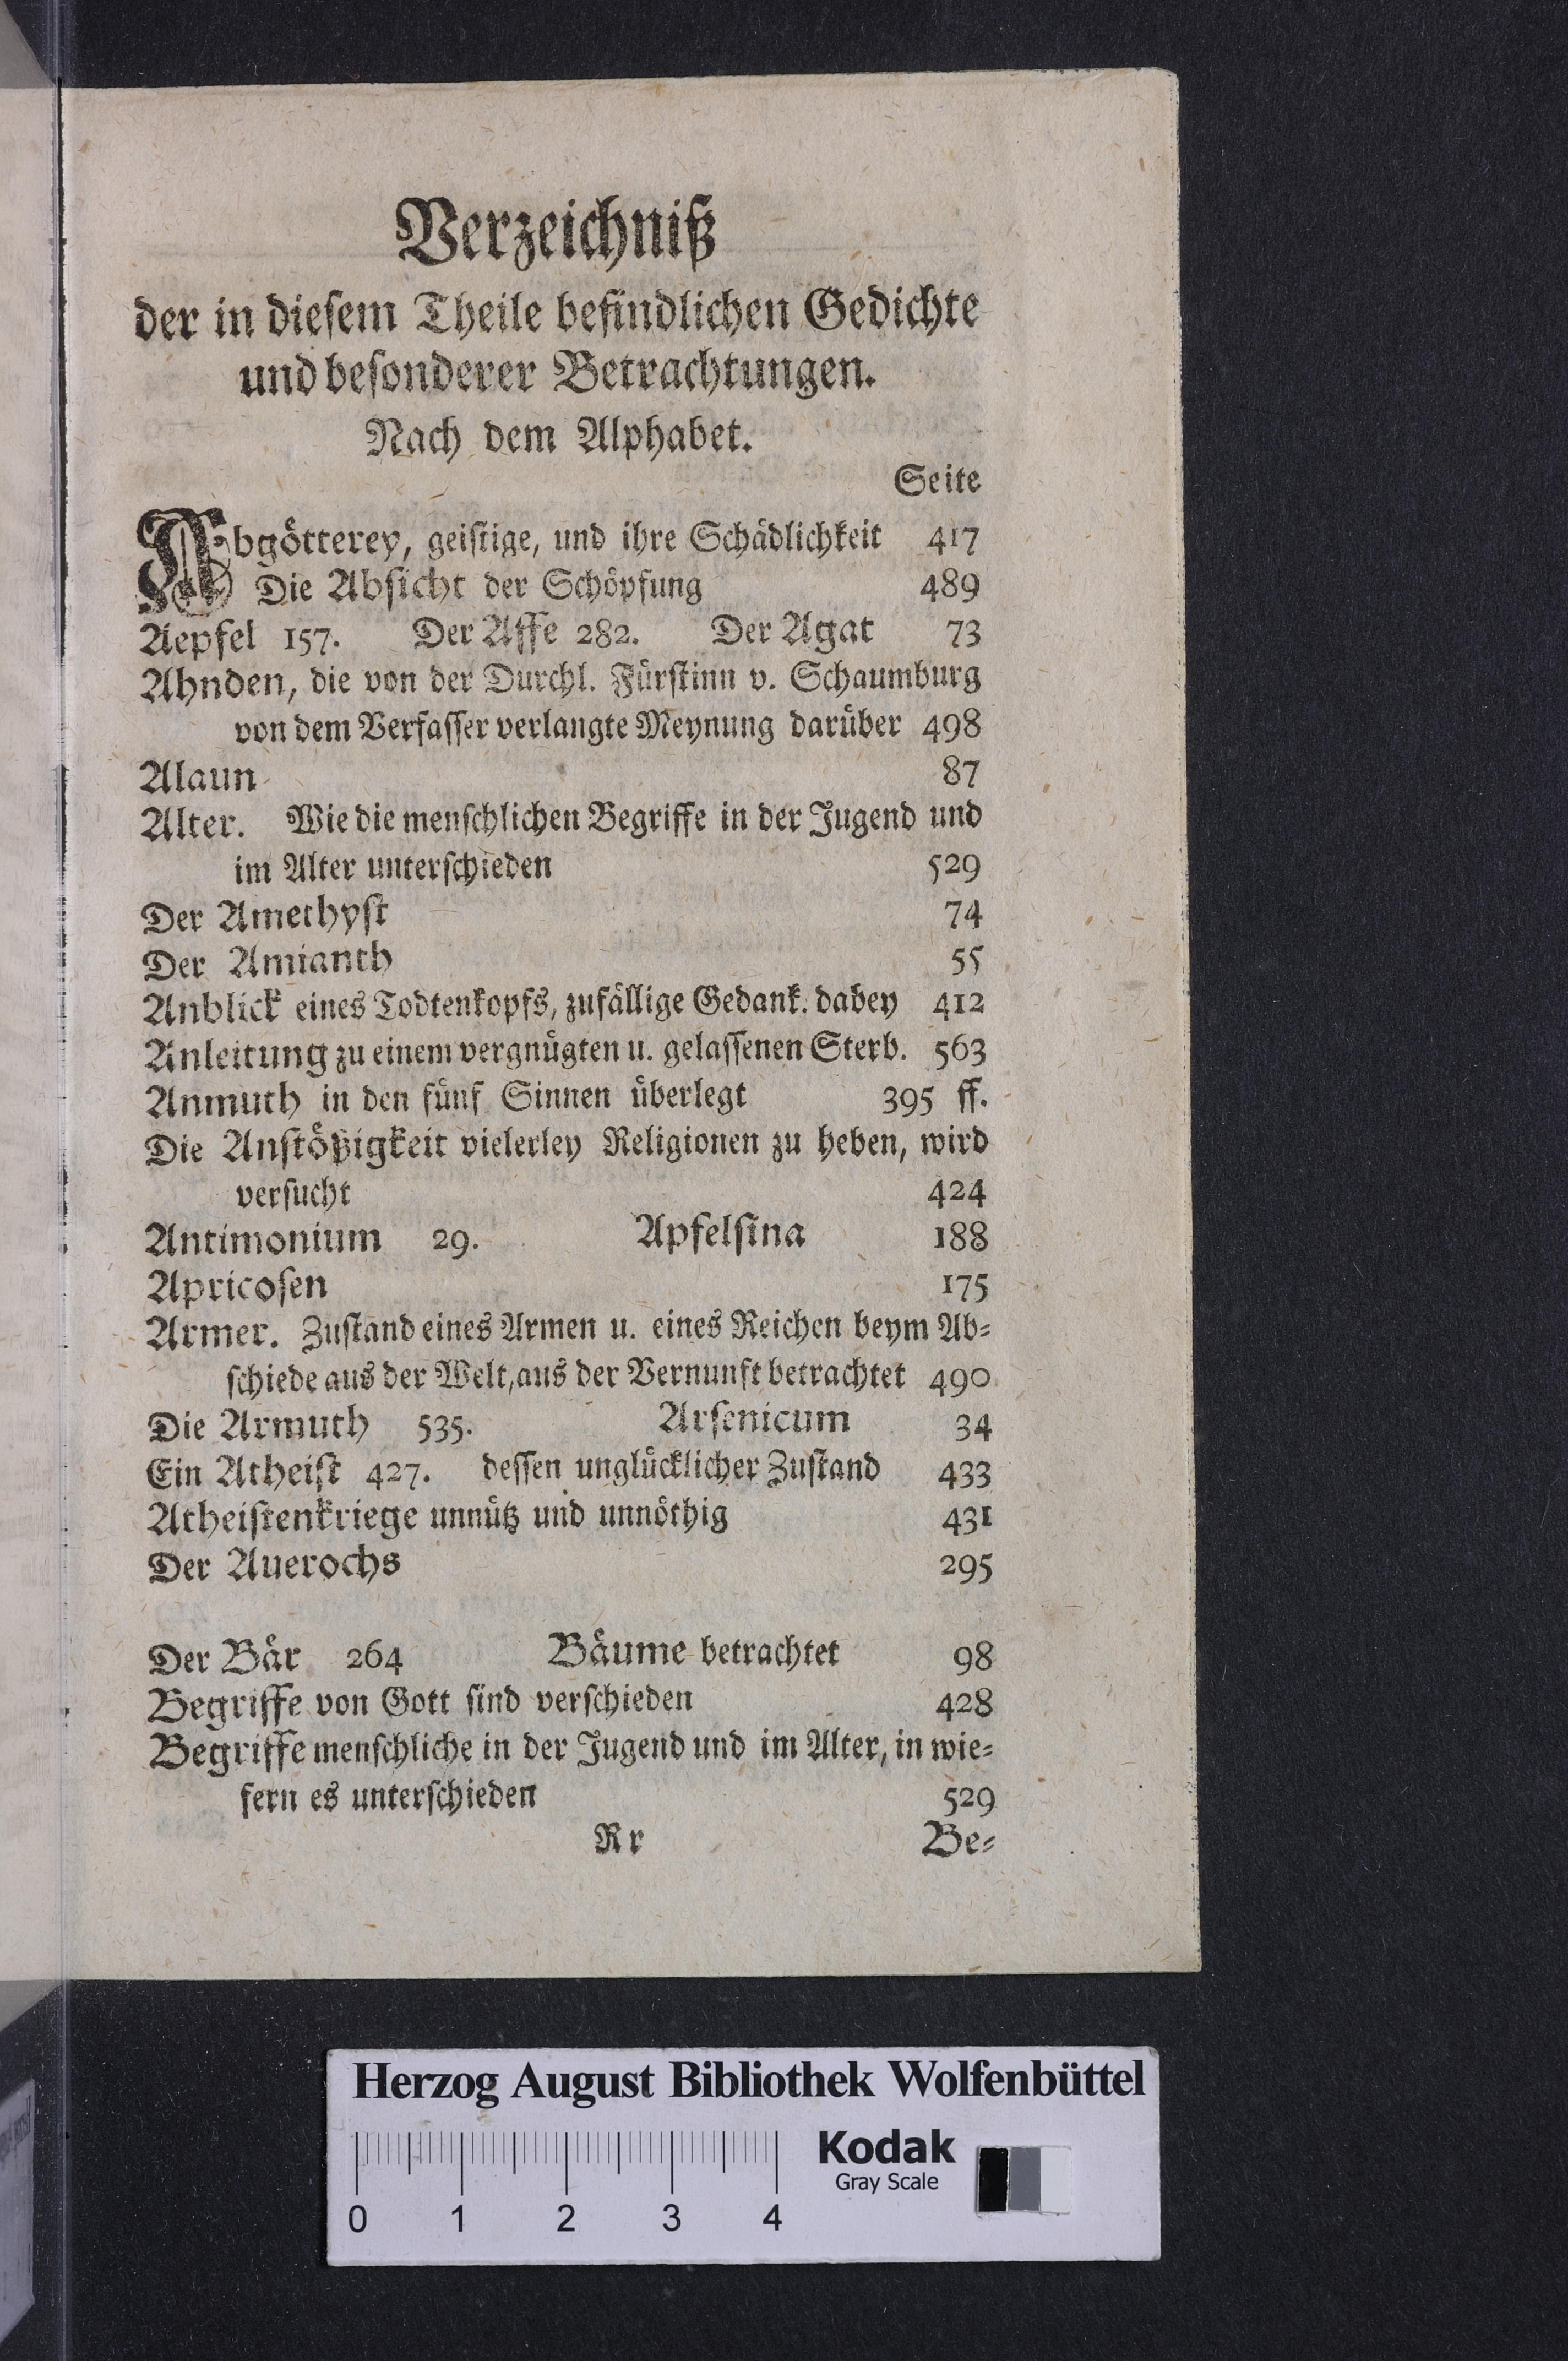 Verzeichniß
der in dieſem Theile befindlichen Gedichte
und beſonderer Betrachtungen.
Nach dem Alphabet.
Seite
Abgötterey, geiſtige, und ihre Schädlichkeit 417
Die Abſicht der Schöpfung 489
Aepfel 157. Der Affe 282. Der Agat 73
Ahnden, die von der Durchl. Fürſtinn v. Schaumburg
von dem Verfaſſer verlangte Meynung darüber 498
Alaun 87
Alter. Wie die menſchlichen Begriffe in der Jugend und
im Alter unterſchieden 529
Der Amethyſt 74
Der Amianth 55
Anblick eines Todtenkopfs, zufällige Gedank. dabey 412
Anleitung zu einem vergnügten u. gelaſſenen Sterb. 563
Anmuth in den fünf Sinnen überlegt 395 ff.
Die Anſtößigkeit vielerley Religionen zu heben, wird
verſucht 424
Antimonium 29. Apfelſina 188
Apricoſen 175
Armer. Zuſtand eines Armen u. eines Reichen beym Ab⸗
ſchiede aus der Welt, aus der Vernunft betrachtet 490
Die Armuth 535. Arſenicum 34
Ein Atheiſt 427. deſſen unglücklicher Zuſtand 433
Atheiſtenkriege unnütz und unnöthig 431
Der Auerochs 295
Der Bär 264 Bäume betrachtet 98
Begriffe von Gott ſind verſchieden 428
Begriffe menſchliche in der Jugend und im Alter, in wie⸗
fern es unterſchieden 529
Rr Be⸗
Herzog August Bibliothek Wolfenbüttel
Kodak
Gray Scale
0 1 2 3 4